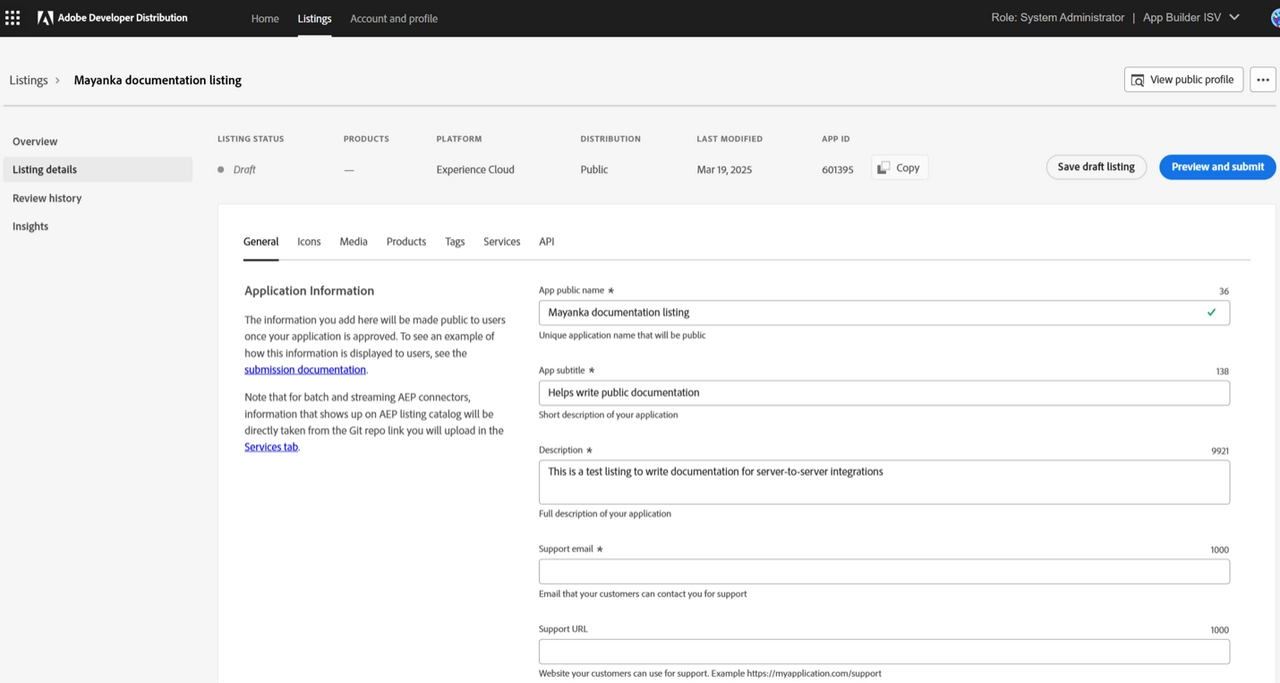 Adobe Developer Distribution
Home Listings Account and profile
Role: System Administrator | App Builder ISV
Listings > Mayanka documentation listing
View public profile
Overview
Listing details
Review history
Insights
LISTING STATUS PRODUCTS PLATFORM DISTRIBUTION LAST MODIFIED APP ID
Draft — Experience Cloud Public Mar 19, 2025 601395 Copy
Save draft listing Preview and submit
General Icons Media Products Tags Services API
Application Information
The information you add here will be made public to users
once your application is approved. To see an example of
how this information is displayed to users, see the
submission documentation.
Note that for batch and streaming AEP connectors,
information that shows up on AEP listing catalog will be
directly taken from the Git repo link you will upload in the
Services tab.
App public name * 36
Mayanka documentation listing
Unique application name that will be public
App subtitle * 138
Helps write public documentation
Short description of your application
Description * 9921
This is a test listing to write documentation for server-to-server integrations
Full description of your application
Support email * 1000
Email that your customers can contact you for support
Support URL 1000
Website your customers can use for support. Example https://myapplication.com/support